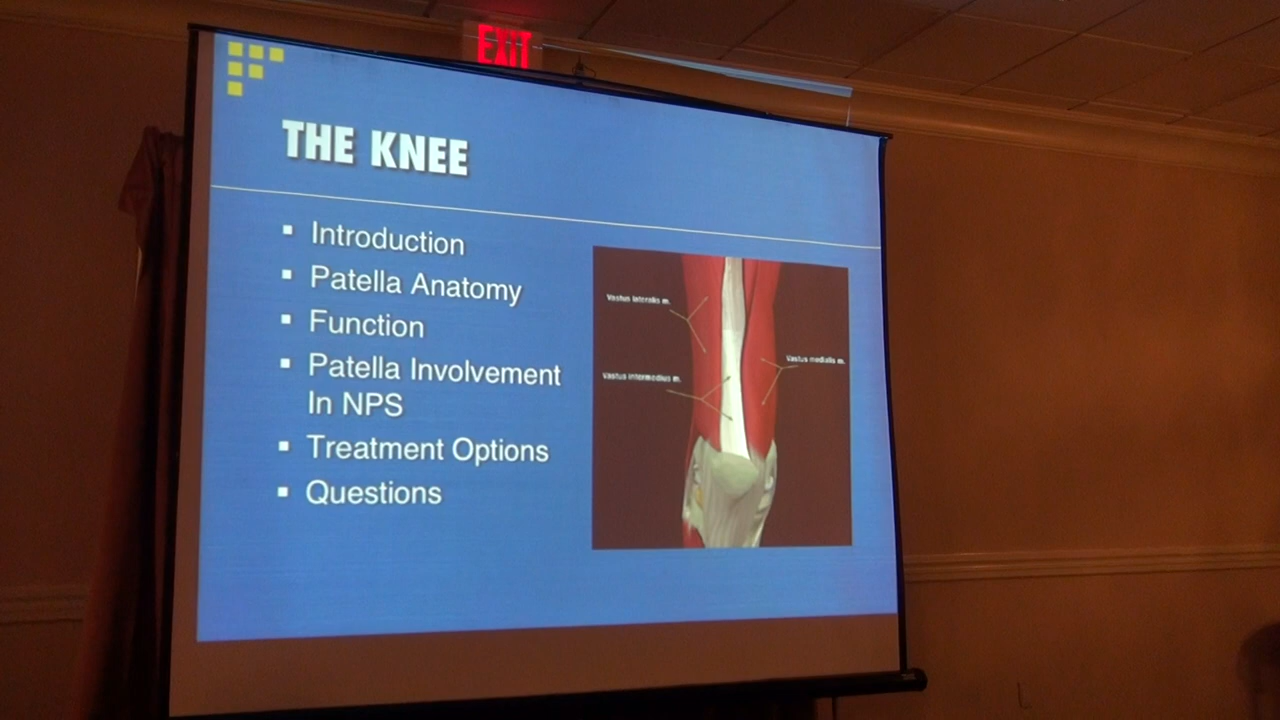 EXIT
THE KNEE
Introduction
Patella Anatomy
Function
Patella Involvement
In NPS
Treatment Options
Questions
Vastus lateralis m.
Vastus medialis m.
Vastus intermedius m.